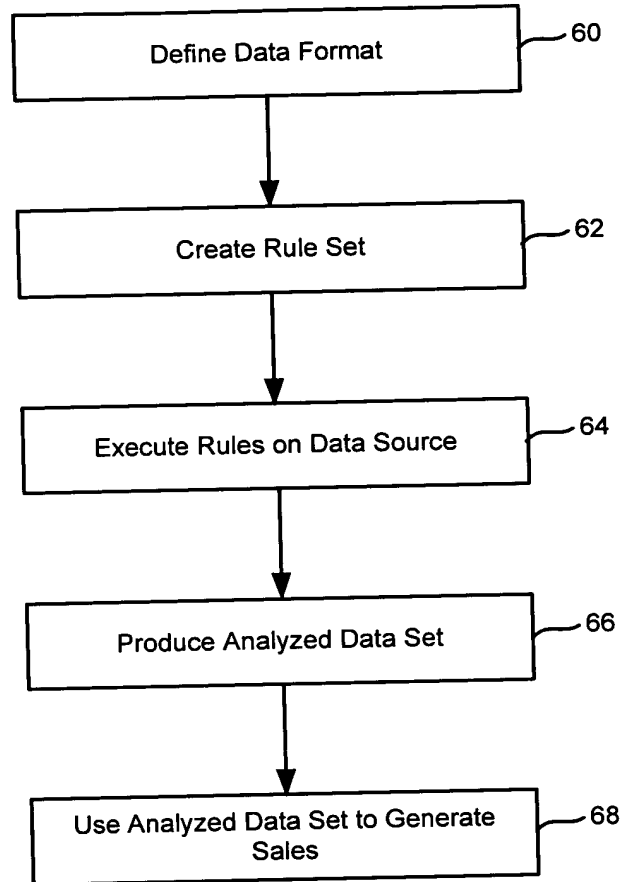 Define Data Format
60
Create Rule Set
62
Execute Rules on Data Source
64
Produce Analyzed Data Set
66
Use Analyzed Data Set to Generate
Sales
68